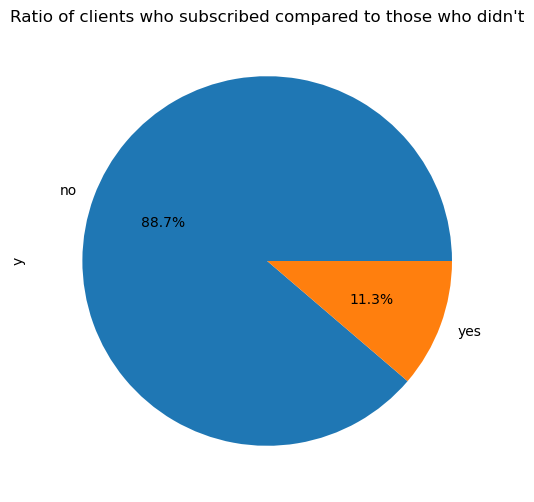 Ratio of clients who subscribed compared to those who didn't
no
88.7%
y
11.3%
yes